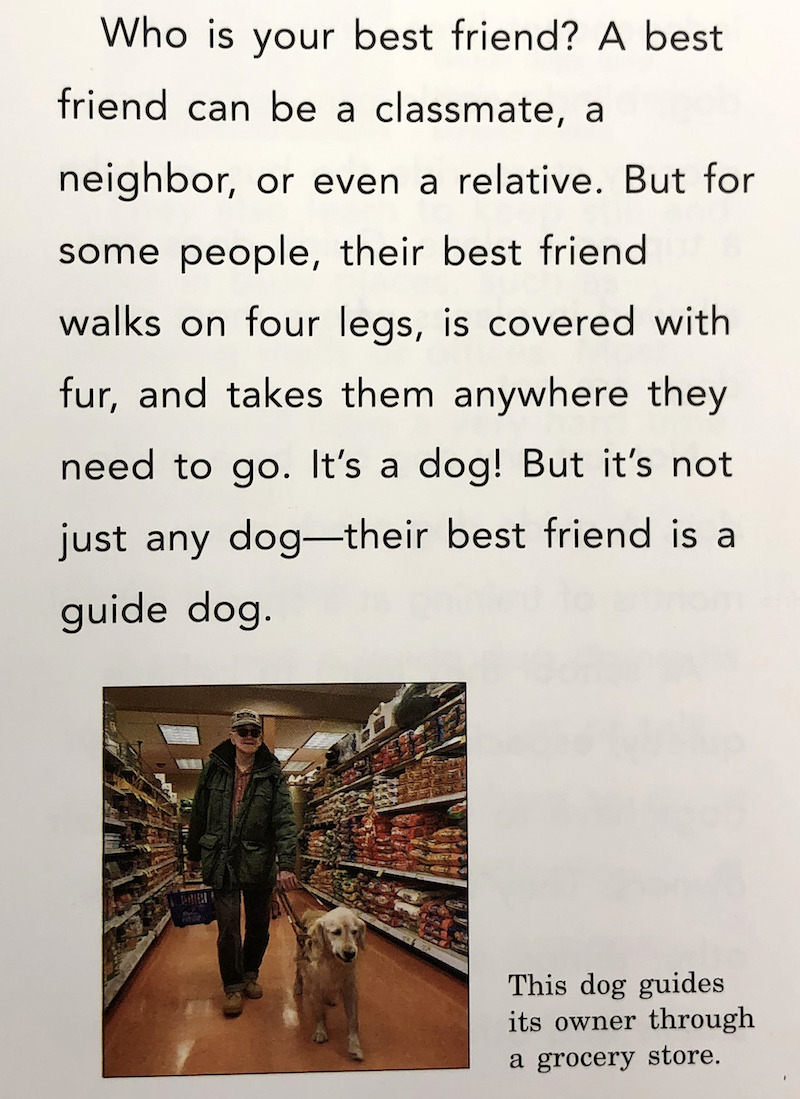 Who is your best friend? A best
friend can be a classmate, a
neighbor, or even a relative. But for
some people, their best friend
walks on four legs, is covered with
fur, and takes them anywhere they
need to go. It’s a dog! But it’s not
just any dog—their best friend is a
guide dog.
This dog guides
its owner through
a grocery store.